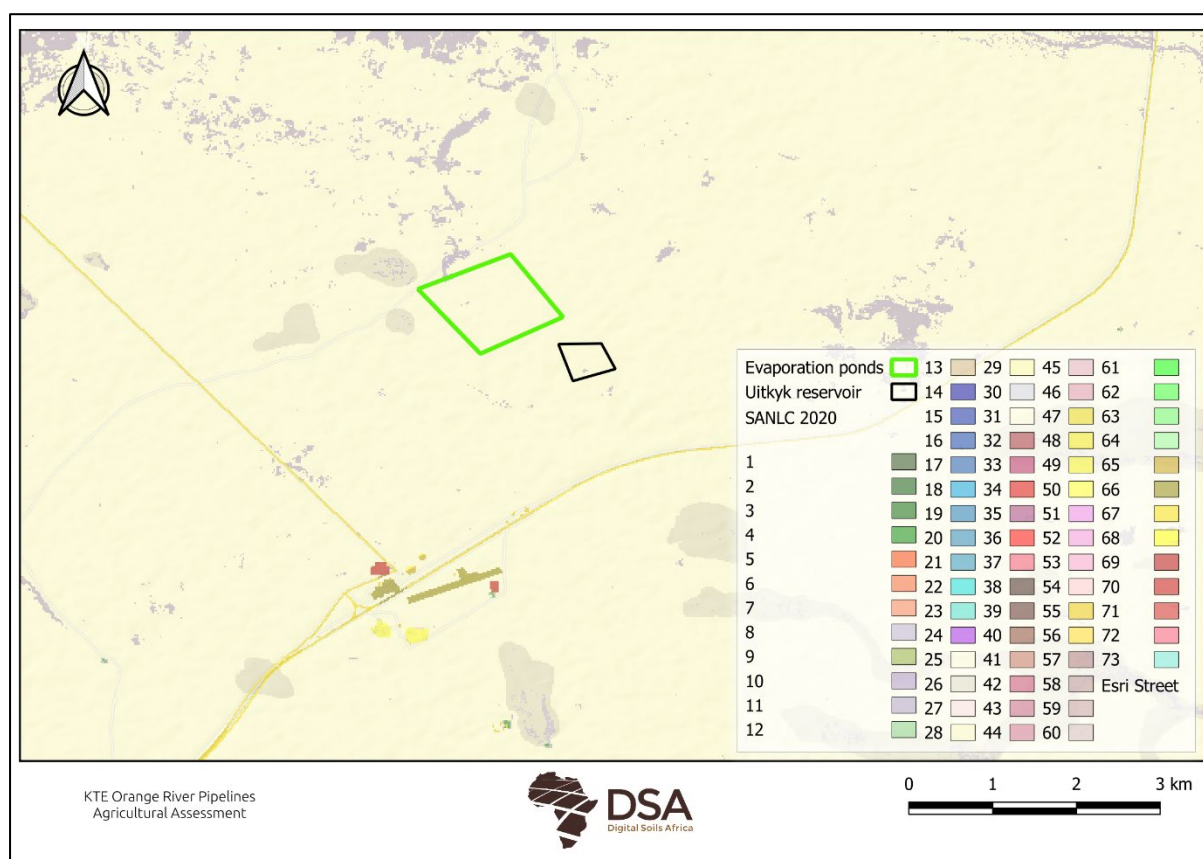 Evaporation ponds 13 29 45 61
Uitkyk reservoir 14 30 46 62
SANLC 2020 15 31 47 63
16 32 48 64
1 17 33 49 65
2 18 34 50 66
3 19 35 51 67
4 20 36 52 68
5 21 37 53 69
6 22 38 54 70
7 23 39 55 71
8 24 40 56 72
9 25 41 57 73
10 26 42 58 Esri Street
11 27 43 59
12 28 44 60
KTE Orange River Pipelines
Agricultural Assessment
DSA
Digital Soils Africa
0 1 2 3 km